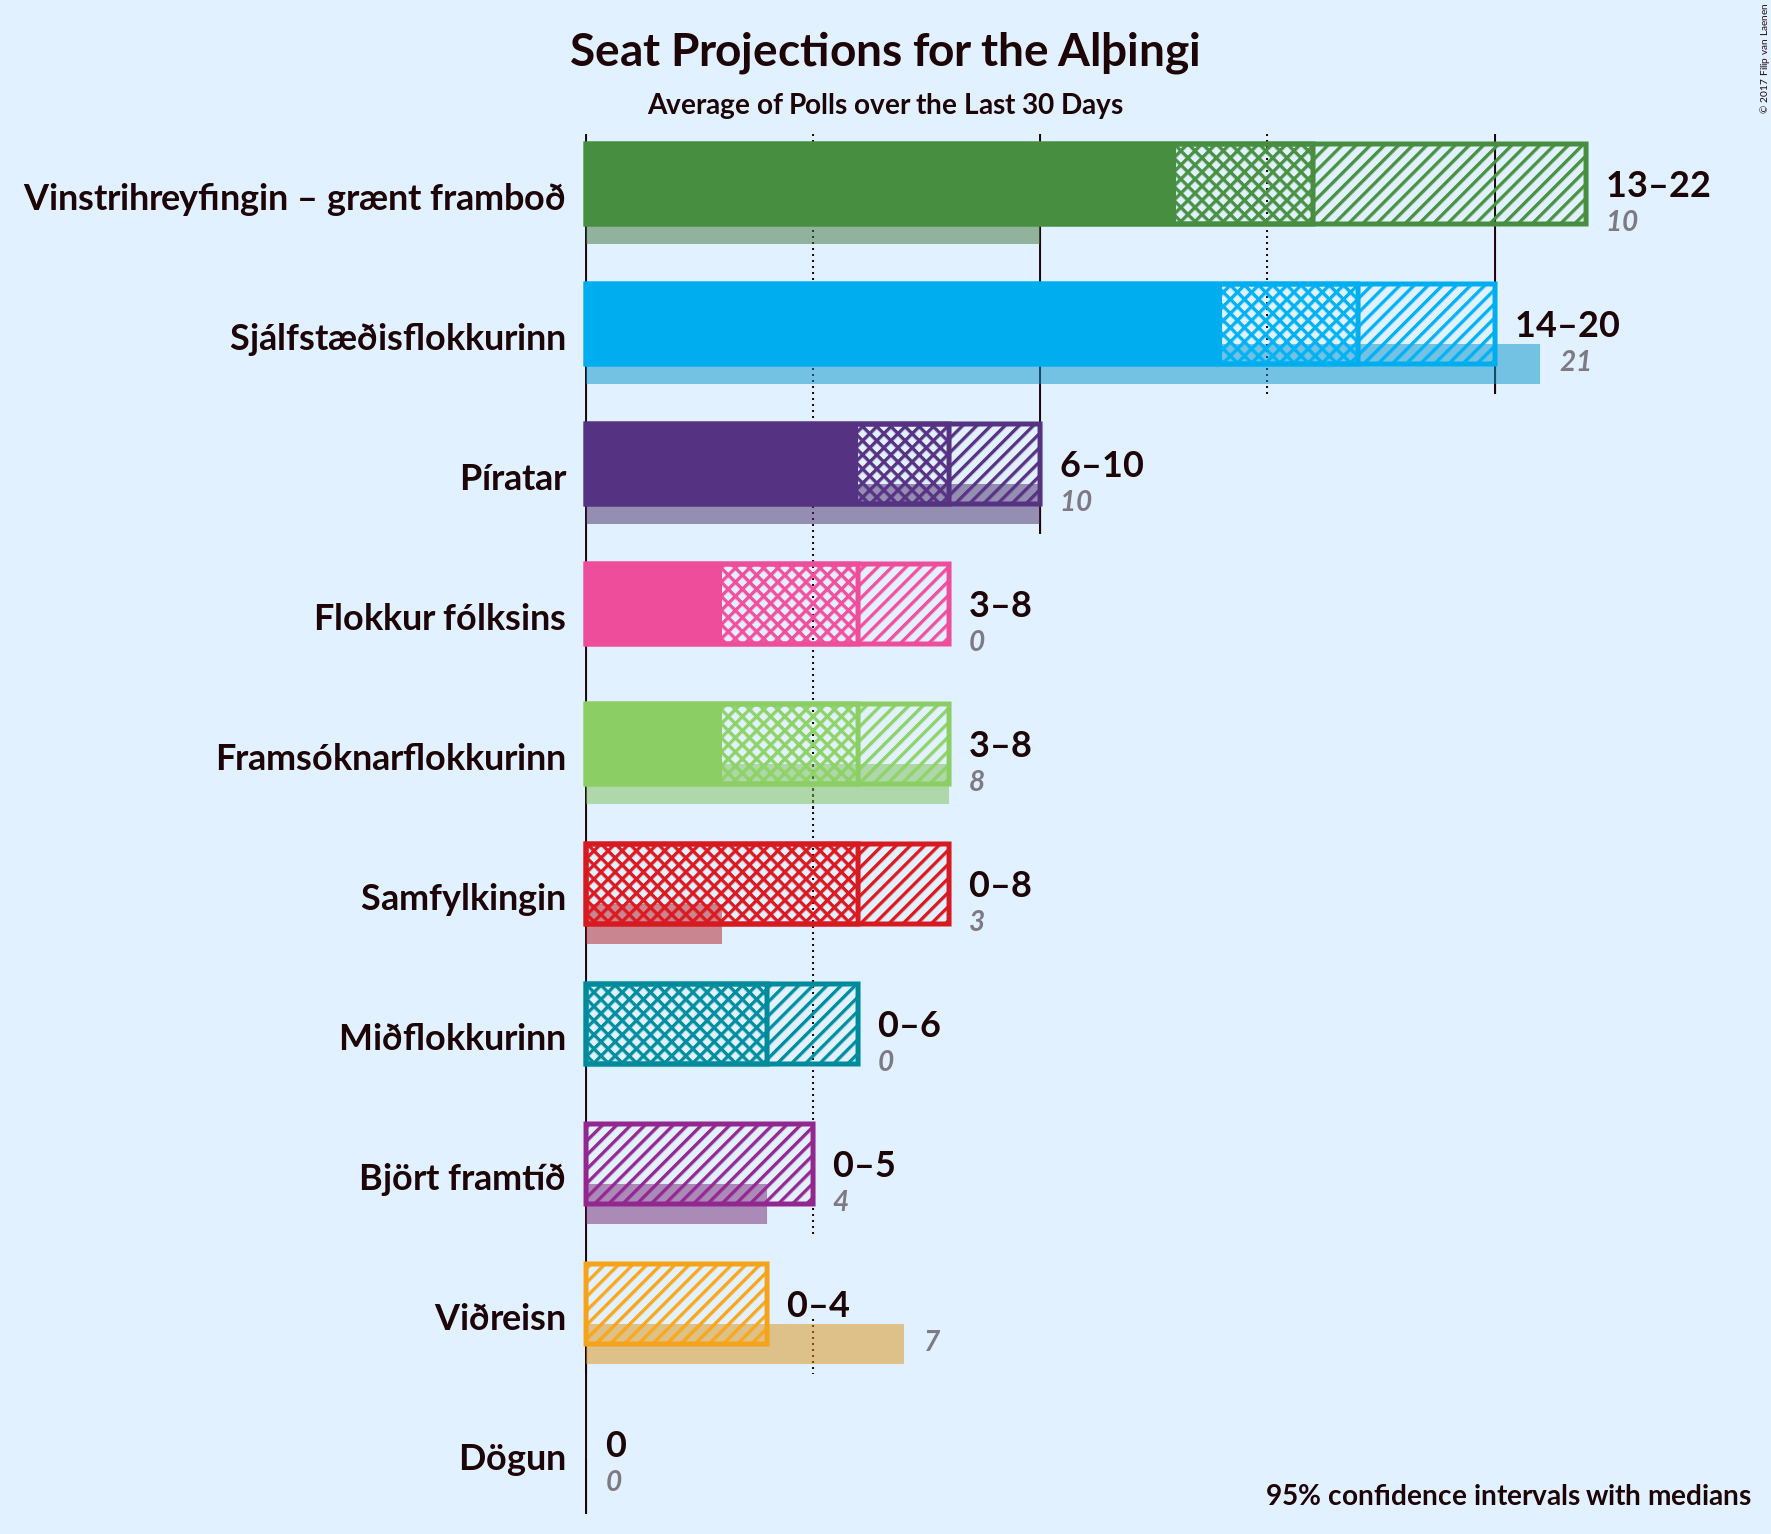 © 2017 Filip van Laenen
Seat Projections for the Alþingi
Average of Polls over the Last 30 Days
Vinstrihreyfingin – grænt framboð
13–22
10
Sjálfstæðisflokkurinn
14–20
21
Píratar
6–10
10
Flokkur fólksins
3–8
0
Framsóknarflokkurinn
3–8
8
Samfylkingin
0–8
3
Miðflokkurinn
0–6
0
Björt framtíð
0–5
4
Viðreisn
0–4
7
Dögun
0
0
95% confidence intervals with medians